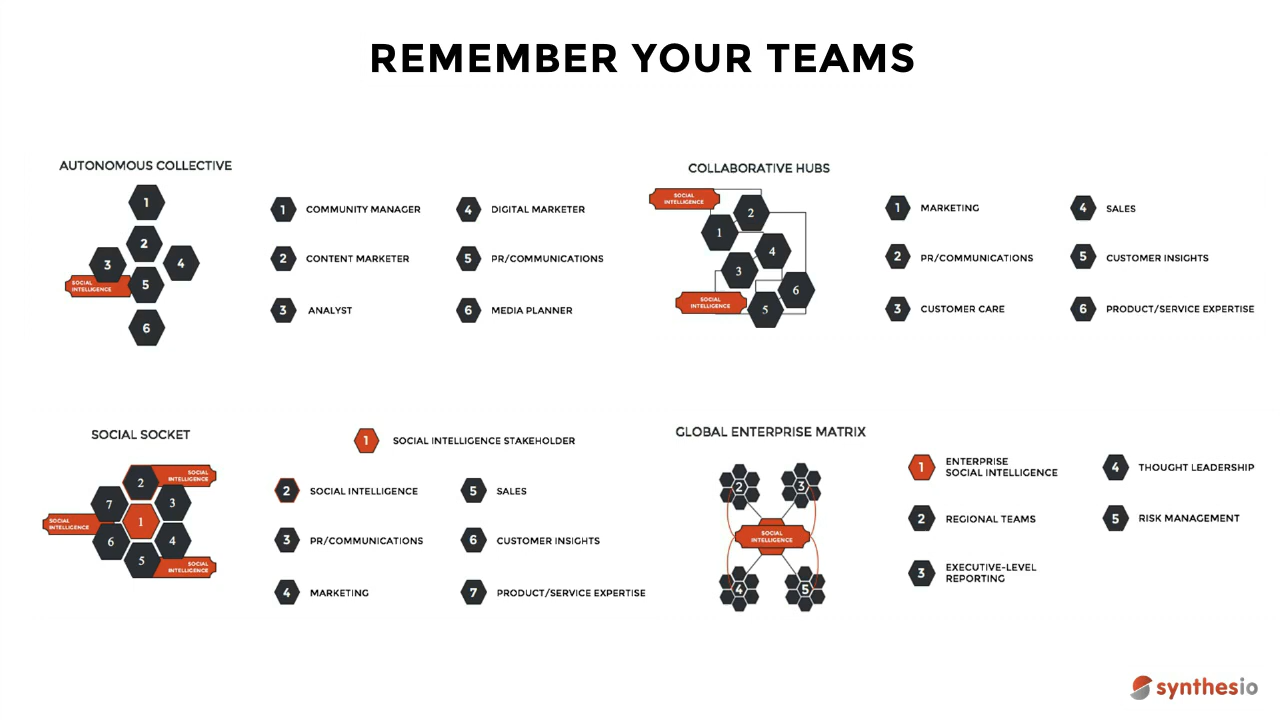 REMEMBER YOUR TEAMS
AUTONOMOUS COLLECTIVE
1
2
3
4
SOCIAL
INTELLIGENCE
5
6
1 COMMUNITY MANAGER
4 DIGITAL MARKETER
2 CONTENT MARKETER
5 PR/COMMUNICATIONS
3 ANALYST
6 MEDIA PLANNER
COLLABORATIVE HUBS
SOCIAL
INTELLIGENCE
2
1
4
3
6
SOCIAL
INTELLIGENCE
5
1 MARKETING
4 SALES
2 PR/COMMUNICATIONS
5 CUSTOMER INSIGHTS
3 CUSTOMER CARE
6 PRODUCT/SERVICE EXPERTISE
SOCIAL SOCKET
SOCIAL
INTELLIGENCE
2
7
3
SOCIAL
INTELLIGENCE
1
6
4
5
SOCIAL
INTELLIGENCE
1 SOCIAL INTELLIGENCE STAKEHOLDER
2 SOCIAL INTELLIGENCE
5 SALES
3 PR/COMMUNICATIONS
6 CUSTOMER INSIGHTS
4 MARKETING
7 PRODUCT/SERVICE EXPERTISE
GLOBAL ENTERPRISE MATRIX
2
3
SOCIAL
INTELLIGENCE
4
5
1 ENTERPRISE
SOCIAL INTELLIGENCE
4 THOUGHT LEADERSHIP
2 REGIONAL TEAMS
5 RISK MANAGEMENT
3 EXECUTIVE-LEVEL
REPORTING
synthesio